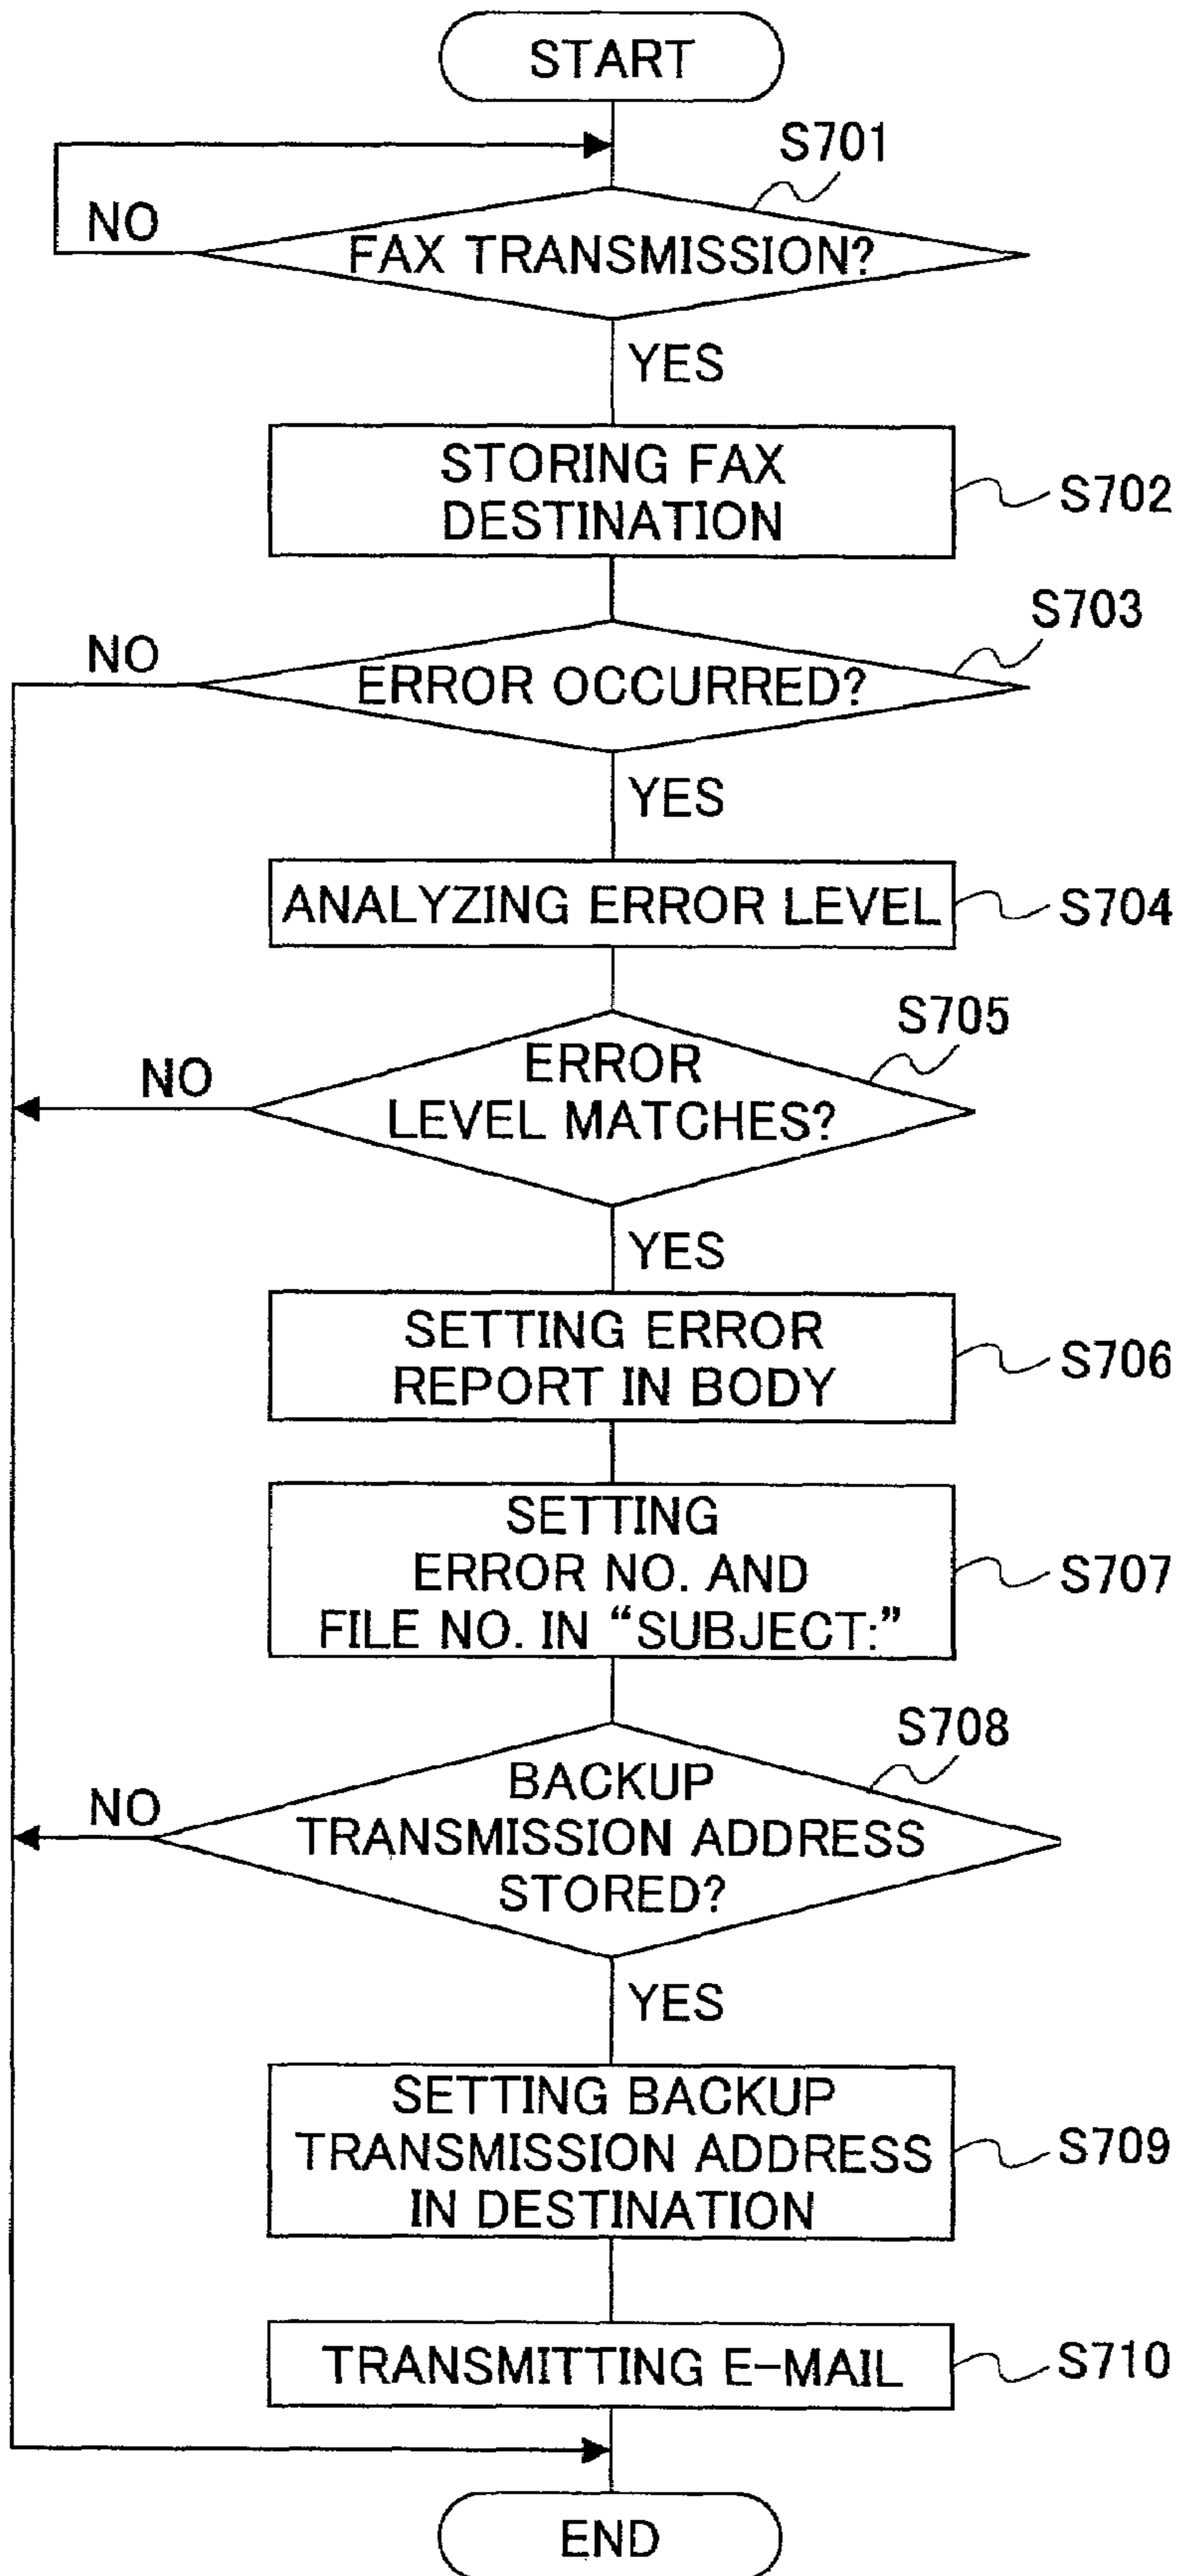 START
S701
NO
FAX TRANSMISSION?
YES
STORING FAX
DESTINATION
S702
S703
NO
ERROR OCCURRED?
YES
ANALYZING ERROR LEVEL
S704
S705
NO
ERROR
LEVEL MATCHES?
YES
SETTING ERROR
REPORT IN BODY
S706
SETTING
ERROR NO. AND
FILE NO. IN “SUBJECT:”
S707
S708
NO
BACKUP
TRANSMISSION ADDRESS
STORED?
YES
SETTING BACKUP
TRANSMISSION ADDRESS
IN DESTINATION
S709
TRANSMITTING E-MAIL
S710
END